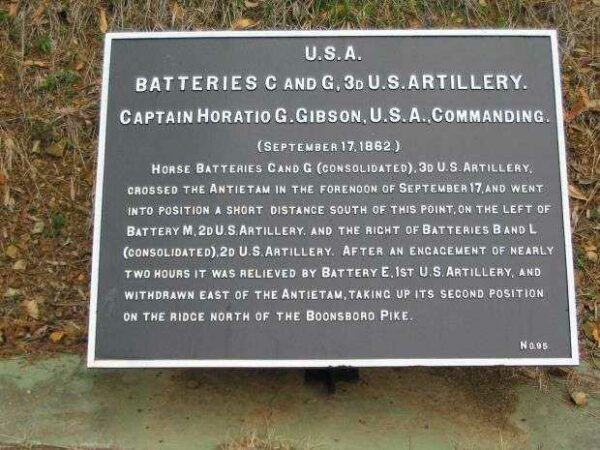 U.S.A.
BATTERIES C AND G, 3D U.S. ARTILLERY.
CAPTAIN HORATIO G. GIBSON, U.S.A., COMMANDING.
(SEPTEMBER 17, 1862.)
HORSE BATTERIES C AND G (CONSOLIDATED), 3D U.S. ARTILLERY,
CROSSED THE ANTIETAM IN THE FORENOON OF SEPTEMBER 17, AND WENT
INTO POSITION A SHORT DISTANCE SOUTH OF THIS POINT, ON THE LEFT OF
BATTERY M, 2D U.S. ARTILLERY. AND THE RIGHT OF BATTERIES B AND L
(CONSOLIDATED), 2D U.S. ARTILLERY. AFTER AN ENGAGEMENT OF NEARLY
TWO HOURS IT WAS RELIEVED BY BATTERY E, 1ST U.S. ARTILLERY, AND
WITHDRAWN EAST OF THE ANTIETAM, TAKING UP ITS SECOND POSITION
ON THE RIDGE NORTH OF THE BOONSBORO PIKE.
NO. 95